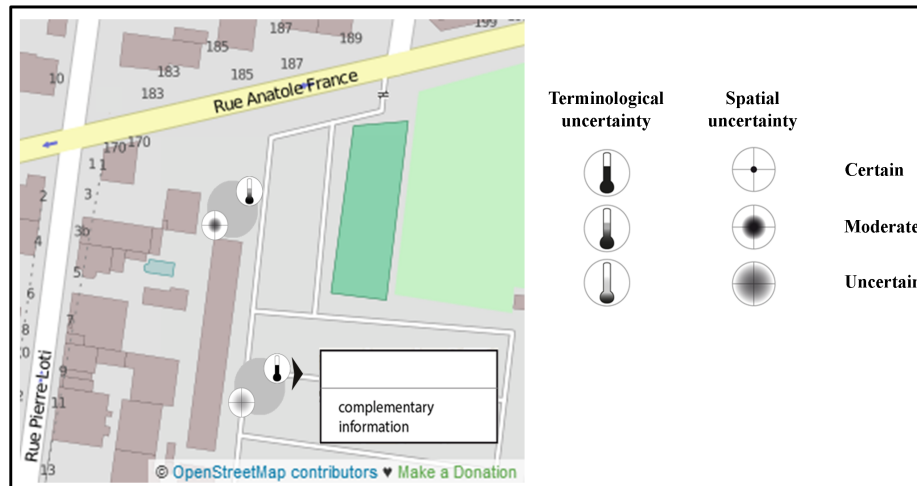 187
199
185
189
10
183
185
187
183
Rue Anatole France
170
170
1
1
2
3
3b
4
5
6
7
8
9
11
13
Rue Pierre-Loti
complementary
information
© OpenStreetMap contributors ♥ Make a Donation
Terminological
uncertainty
Spatial
uncertainty
Certain
Moderate
Uncertain